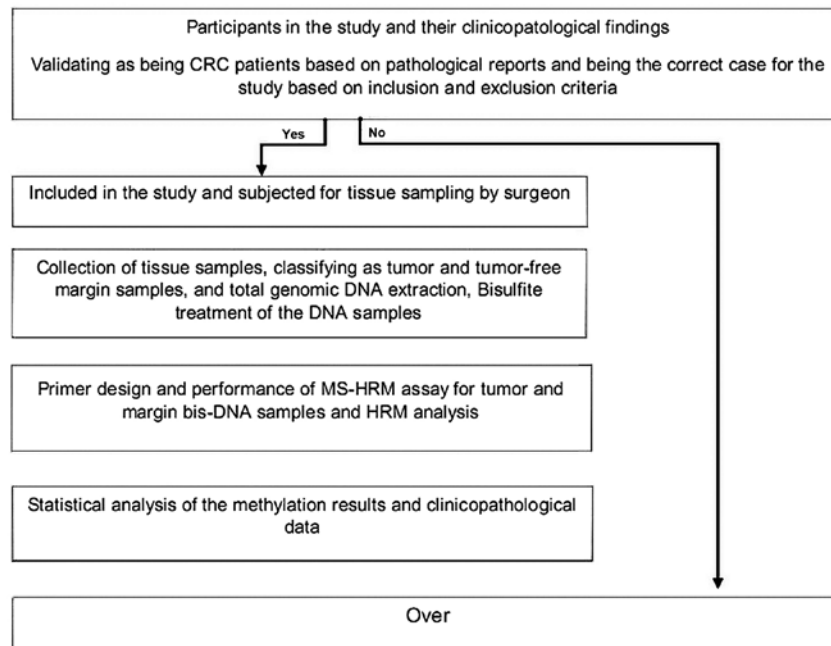 Participants in the study and their clinicopatological findings
Validating as being CRC patients based on pathological reports and being the correct case for the
study based on inclusion and exclusion criteria
Yes
No
Included in the study and subjected for tissue sampling by surgeon
Collection of tissue samples, classifying as tumor and tumor-free
margin samples, and total genomic DNA extraction, Bisulfite
treatment of the DNA samples
Primer design and performance of MS-HRM assay for tumor and
margin bis-DNA samples and HRM analysis
Statistical analysis of the methylation results and clinicopathological
data
Over